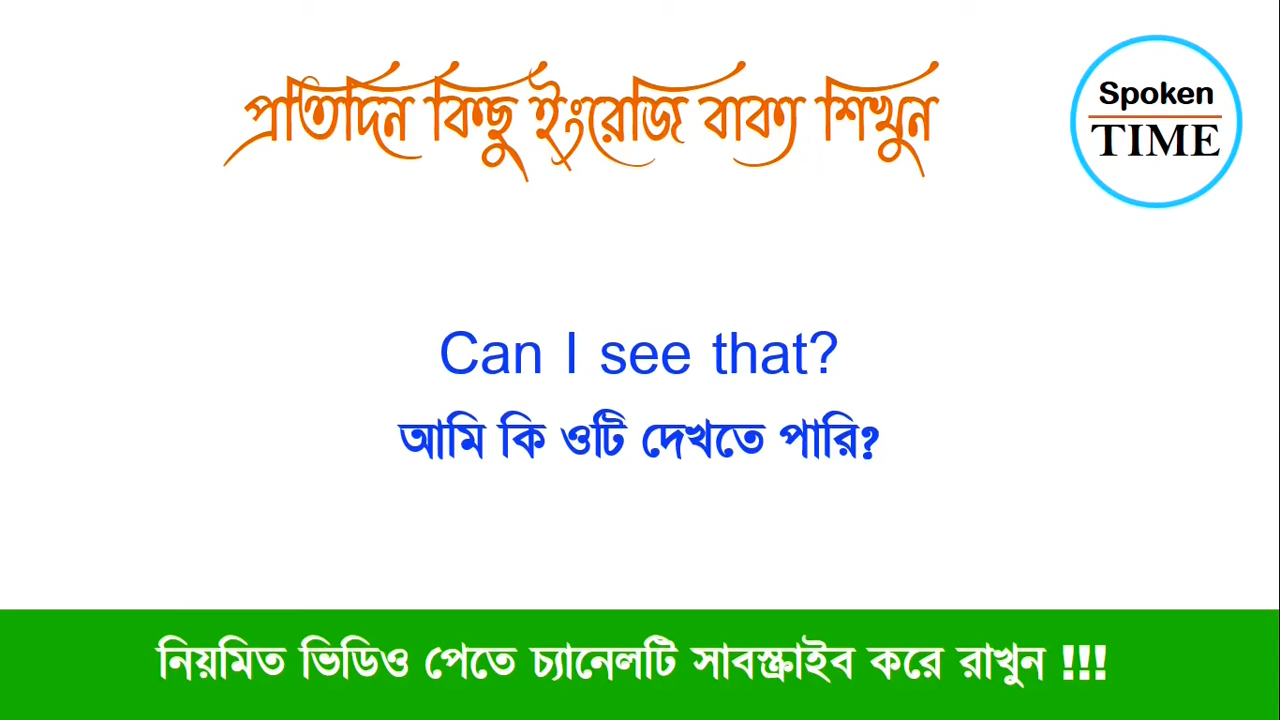 প্রতিদিন কিছু ইংরেজি বাক্য শিখুন
Spoken
TIME
Can I see that?
আমি কি ওটি দেখতে পারি?
নিয়মিত ভিডিও পেতে চ্যানেলটি সাবস্ক্রাইব করে রাখুন !!!